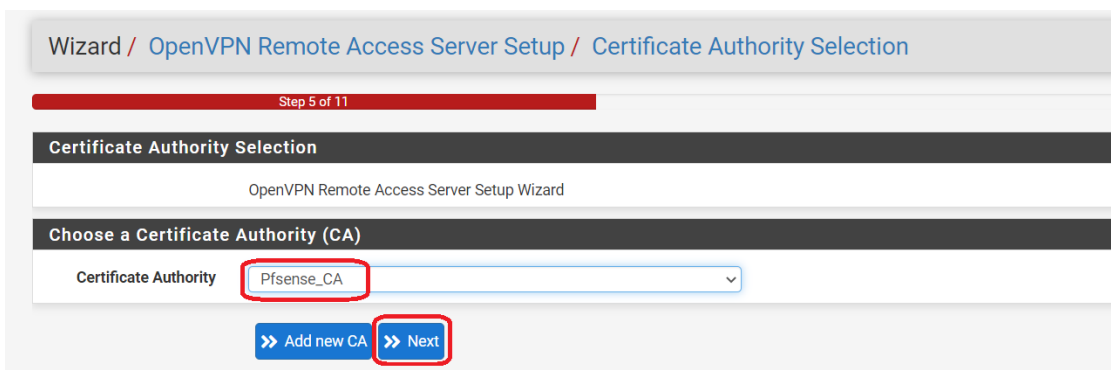 Wizard / OpenVPN Remote Access Server Setup / Certificate Authority Selection
Step 5 of 11
Certificate Authority Selection
OpenVPN Remote Access Server Setup Wizard
Choose a Certificate Authority (CA)
Certificate Authority Pfsense_CA
Add new CA Next